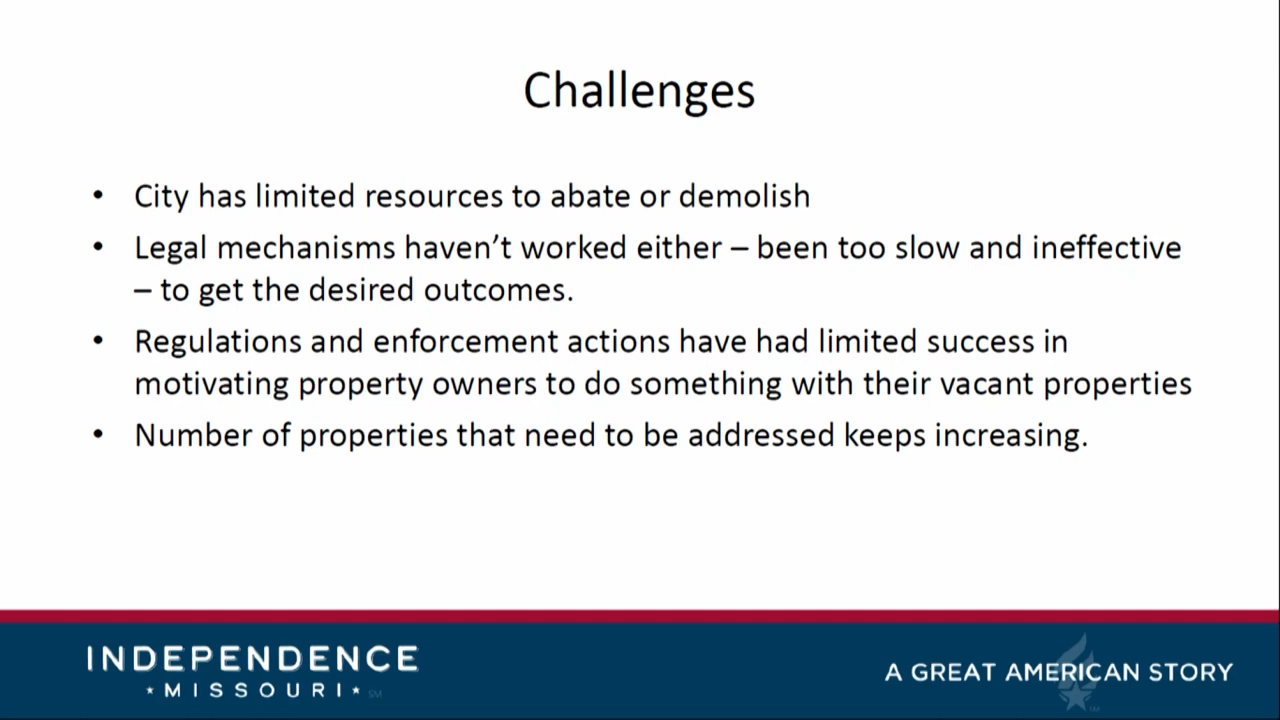 Challenges
• City has limited resources to abate or demolish
• Legal mechanisms haven’t worked either – been too slow and ineffective
– to get the desired outcomes.
• Regulations and enforcement actions have had limited success in
motivating property owners to do something with their vacant properties
• Number of properties that need to be addressed keeps increasing.
INDEPENDENCE
★ MISSOURI ★ SM
A GREAT AMERICAN STORY
SM